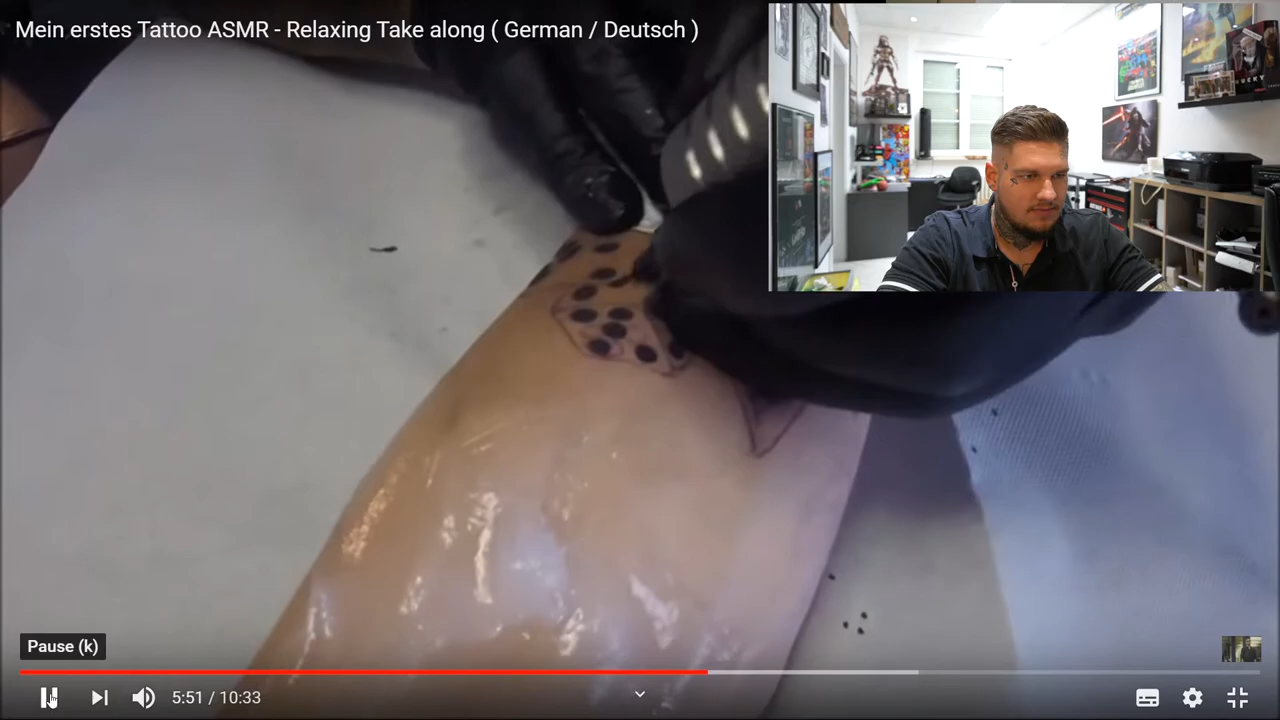 Mein erstes Tattoo ASMR - Relaxing Take along ( German / Deutsch )
Pause (k)
5:51 / 10:33